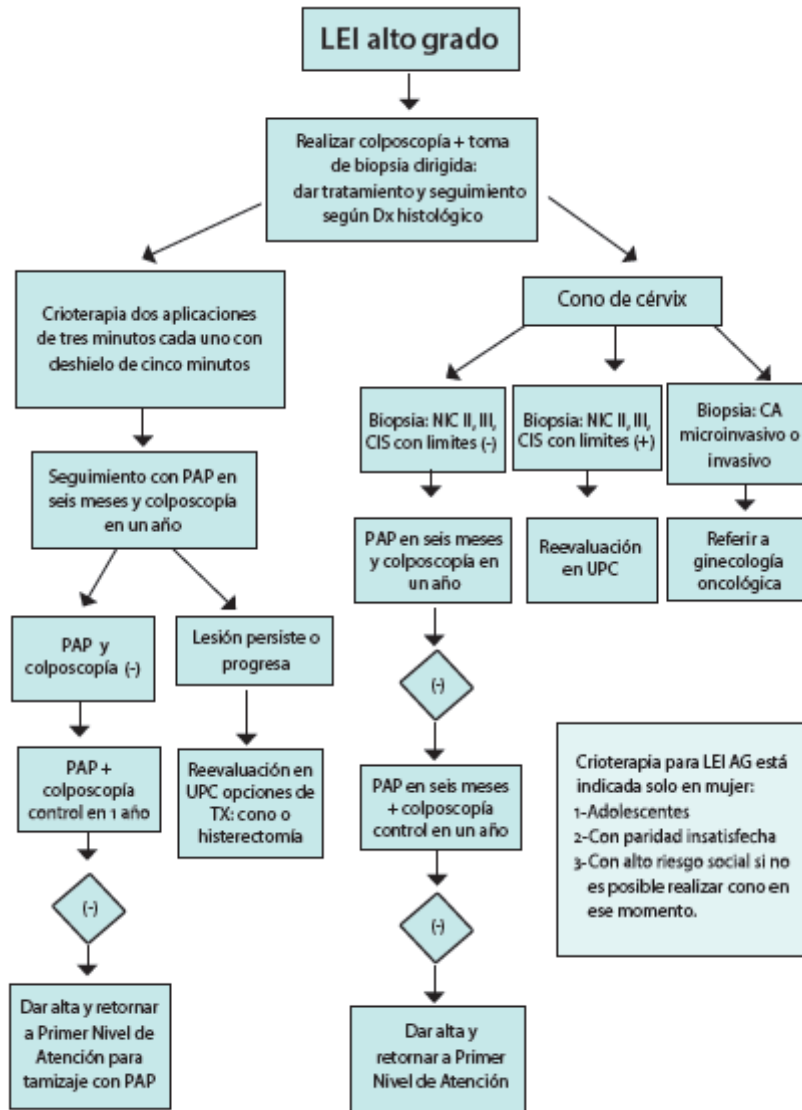 LEI alto grado
Realizar colposcopía + toma
de biopsia dirigida:
dar tratamiento y seguimiento
según Dx histológico
Crioterapia dos aplicaciones
de tres minutos cada uno con
deshielo de cinco minutos
Cono de cérvix
Biopsia: NIC II, III,
CIS con limites (-)
Biopsia: NIC II, III,
CIS con limites (+)
Biopsia: CA
microinvasivo o
invasivo
Seguimiento con PAP en
seis meses y colposcopía
en un año
PAP en seis meses
y colposcopía en
un año
Reevaluación
en UPC
Referir a
ginecología
oncológica
PAP y
colposcopía (-)
Lesión persiste o
progresa
(-)
PAP +
colposcopía
control en 1 año
Reevaluación en
UPC opciones de
TX: cono o
histerectomía
PAP en seis meses
+ colposcopía
control en un año
Crioterapia para LEI AG está
indicada solo en mujer:
1-Adolescentes
2-Con paridad insatisfecha
3-Con alto riesgo social si no
es posible realizar cono en
ese momento.
(-)
(-)
Dar alta y retornar
a Primer Nivel de
Atención para
tamizaje con PAP
Dar alta y
retornar a Primer
Nivel de Atención